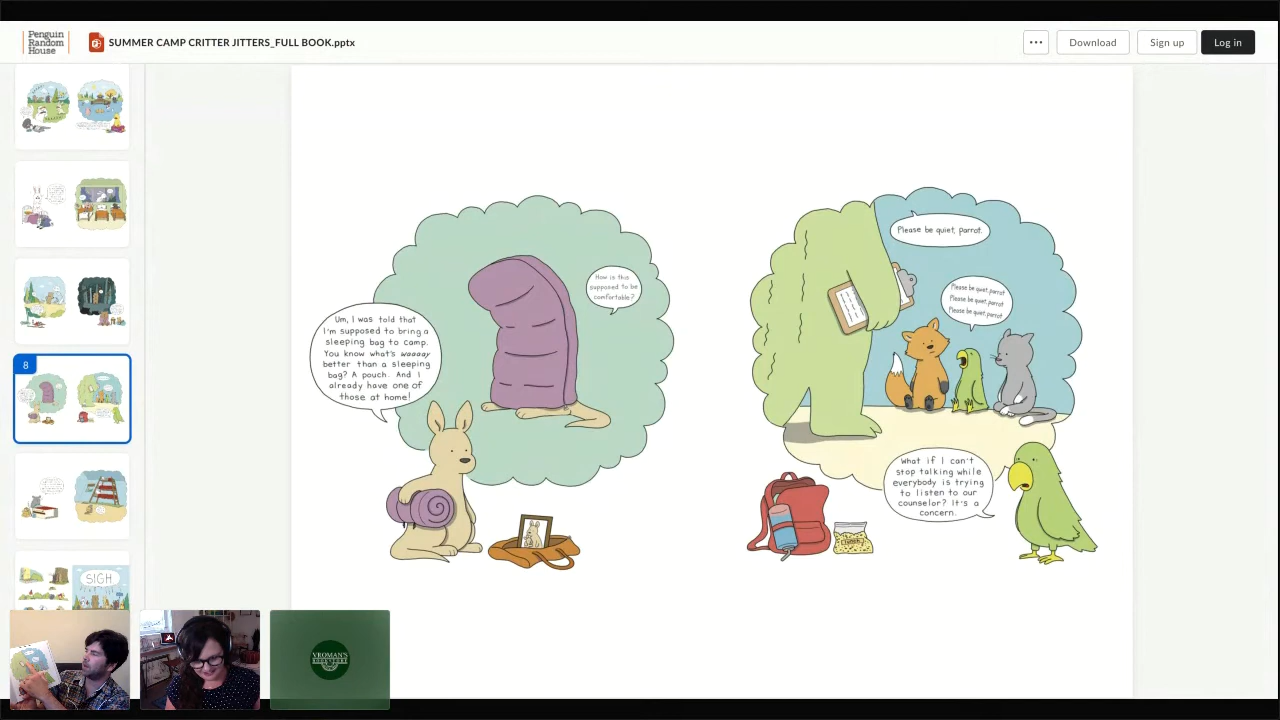 Penguin
Random
House
SUMMER CAMP CRITTER JITTERS_FULL BOOK.pptx
Download
Sign up
Log in
8
SIGH
Um, I was told that
I'm supposed to bring a
sleeping bag to camp.
You know what's waaaay
better than a sleeping
bag? A pouch. And I
already have one of
those at home!
How is this
supposed to be
comfortable?
Please be quiet, parrot.
Please be quiet, parrot
Please be quiet, parrot
Please be quiet, parrot
What if I can't
stop talking while
everybody is trying
to listen to our
counselor? It's a
concern.
VROMAN'S
BOOKSTORE